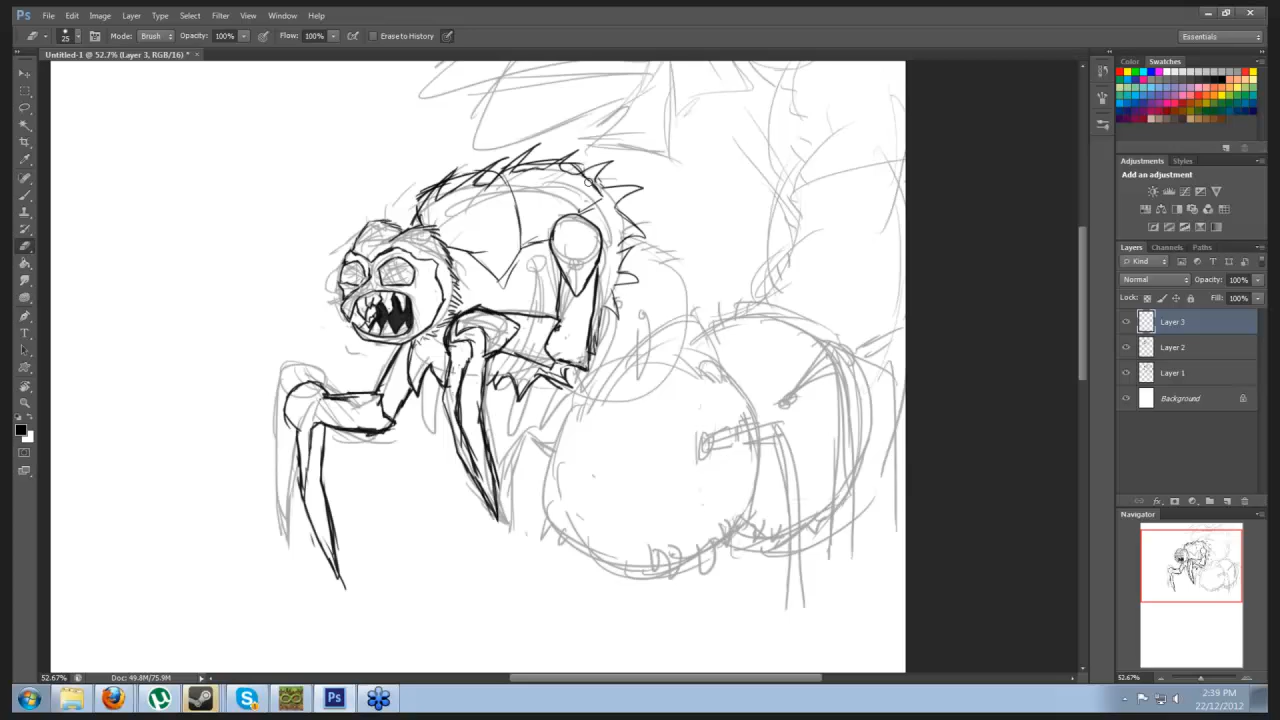 Ps File Edit Image Layer Type Select Filter View Window Help
25 Mode: Brush Opacity: 100% Flow: 100% Erase to History Essentials
Untitled-1 @ 52.7% (Layer 3, RGB/16) * ×
Color Swatches
Adjustments Styles
Add an adjustment
Layers Channels Paths
Kind
Normal Opacity: 100%
Lock: Fill: 100%
Layer 3
Layer 2
Layer 1
Background
Navigator
52.67% Doc: 49.8M/75.9M
52.67%
Ps
2:39 PM
22/12/2012